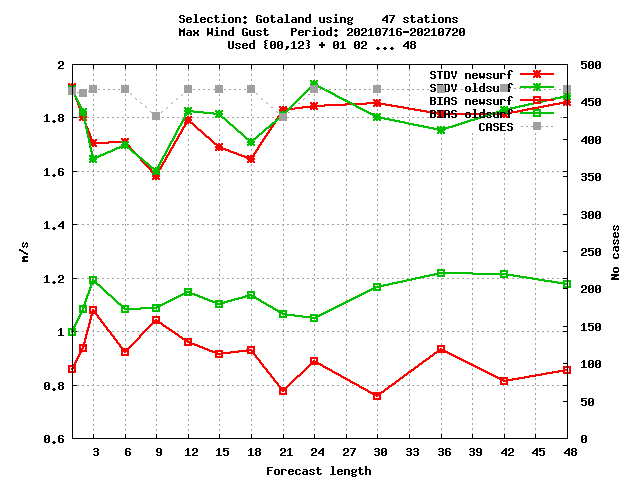 Selection: Gotaland using    47 stations
Max Wind Gust   Period: 20210716-20210720
Used {00,12} + 01 02 ... 48
STDV newsurf
STDV oldsurf
BIAS newsurf
BIAS oldsurf
CASES
2
1.8
1.6
1.4
1.2
1
0.8
0.6
m/s
500
450
400
350
300
250
200
150
100
50
0
No cases
3 6 9 12 15 18 21 24 27 30 33 36 39 42 45 48
Forecast length